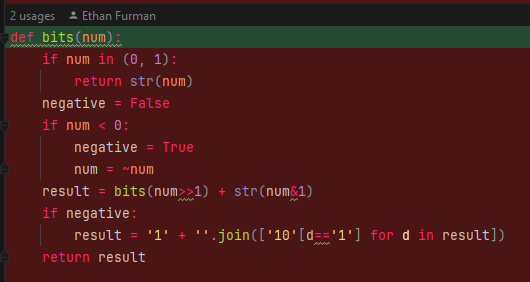 2 usages Ethan Furman
def bits(num):
    if num in (0, 1):
        return str(num)
    negative = False
    if num < 0:
        negative = True
        num = ~num
    result = bits(num>>1) + str(num&1)
    if negative:
        result = '1' + ''.join(['10'[d=='1'] for d in result])
    return result